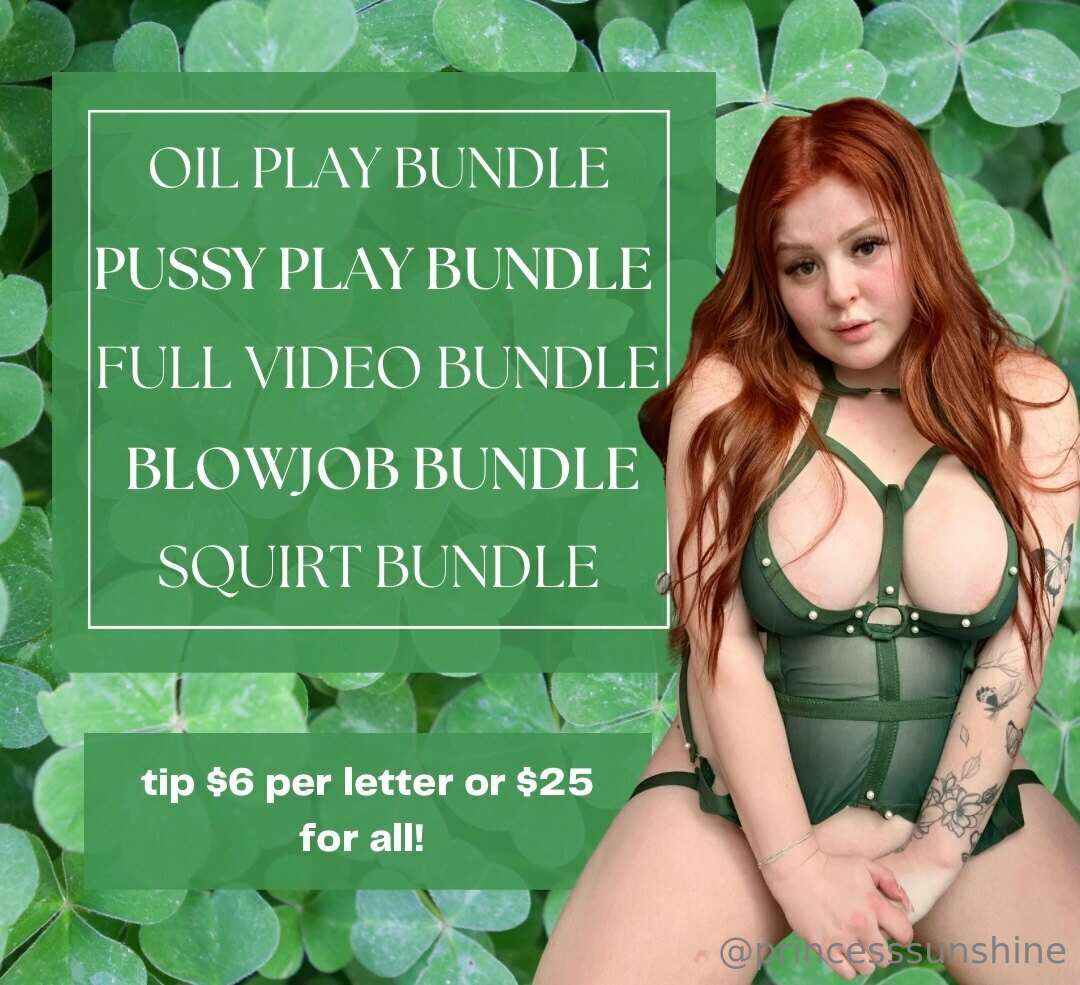 OIL PLAY BUNDLE
PUSSY PLAY BUNDLE
FULL VIDEO BUNDLE
BLOWJOB BUNDLE
SQUIRT BUNDLE
tip $6 per letter or $25
for all!
@princesssunshine